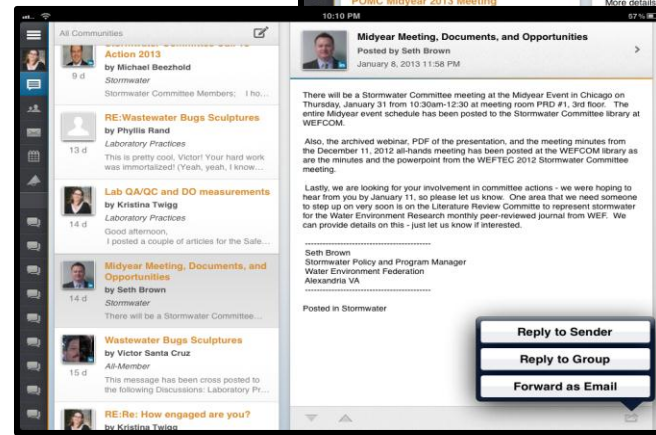 POMC Midyear 2013 Meeting
More details
10:10 PM
57%
All Communities
Action 2013
by Michael Beezhold
9 d
Stormwater
Stormwater Committee Members; I ho...
RE:Wastewater Bugs Sculptures
by Phyllis Rand
Laboratory Practices
13 d
This is pretty cool, Victor! Your hard work
was immortalized! (Yeah, yeah, I know...
Lab QA/QC and DO measurements
by Kristina Twigg
Laboratory Practices
14 d
Good afternoon,
I posted a couple of articles for the Safe...
Midyear Meeting, Documents, and
Opportunities
by Seth Brown
14 d
Stormwater
There will be a Stormwater Committee...
Wastewater Bugs Sculptures
by Victor Santa Cruz
All-Member
15 d
This message has been cross posted to
the following Discussions: Laboratory Pr...
RE:Re: How engaged are you?
by Kristina Twigg
Midyear Meeting, Documents, and Opportunities
Posted by Seth Brown
January 8, 2013 11:58 PM
There will be a Stormwater Committee meeting at the Midyear Event in Chicago on
Thursday, January 31 from 10:30am-12:30 at meeting room PRD #1, 3rd floor. The
entire Midyear event schedule has been posted to the Stormwater Committee library at
WEFCOM.
Also, the archived webinar, PDF of the presentation, and the meeting minutes from
the December 11, 2012 all-hands meeting has been posted at the WEFCOM library as
are the minutes and the powerpoint from the WEFTEC 2012 Stormwater Committee
meeting.
Lastly, we are looking for your involvement in committee actions - we were hoping to
hear from you by January 11, so please let us know. One area that we need someone
to step up on very soon is on the Literature Review Committee to represent stormwater
for the Water Environment Research monthly peer-reviewed journal from WEF. We
can provide details on this - just let us know if interested.
--------------------------------------------
Seth Brown
Stormwater Policy and Program Manager
Water Environment Federation
Alexandria VA
--------------------------------------------
Posted in Stormwater
Reply to Sender
Reply to Group
Forward as Email